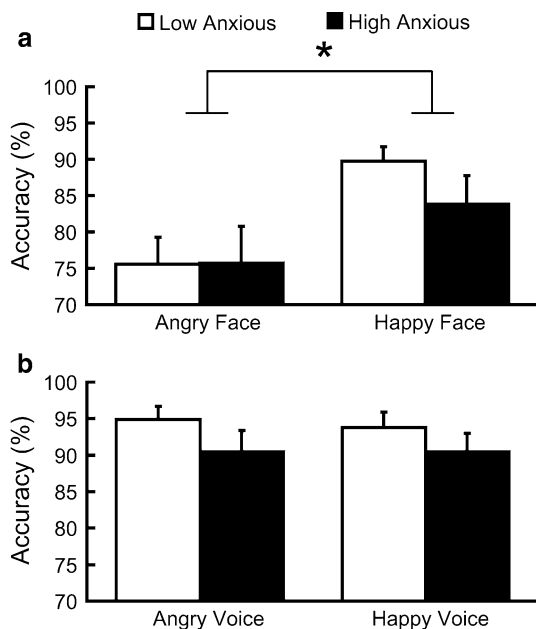 a
Low Anxious
High Anxious
*
Accuracy (%)
100
95
90
85
80
75
70
Angry Face
Happy Face
b
Accuracy (%)
100
95
90
85
80
75
70
Angry Voice
Happy Voice